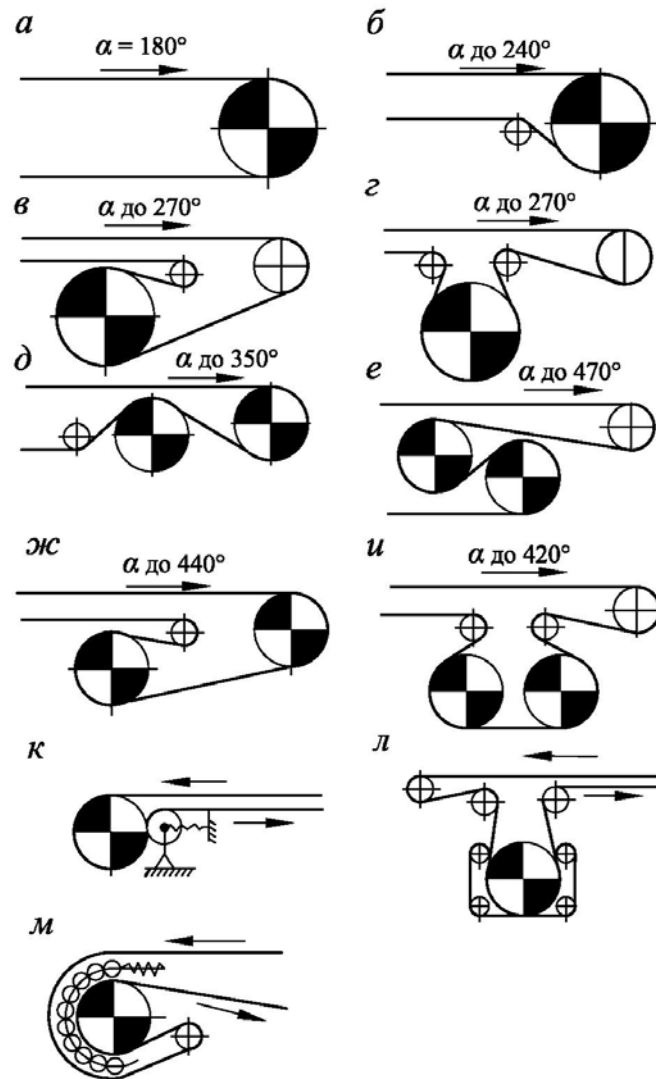 а
α = 180°
б
α до 240°
в
α до 270°
г
α до 270°
д
α до 350°
е
α до 470°
ж
α до 440°
и
α до 420°
к
л
м